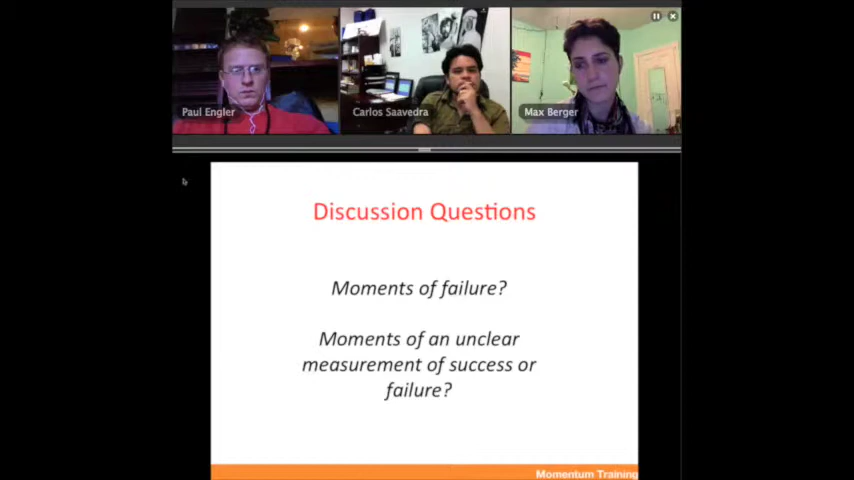 Paul Engler
Carlos Saavedra
Max Berger
Discussion Questions
Moments of failure?
Moments of an unclear
measurement of success or
failure?
Momentum Training